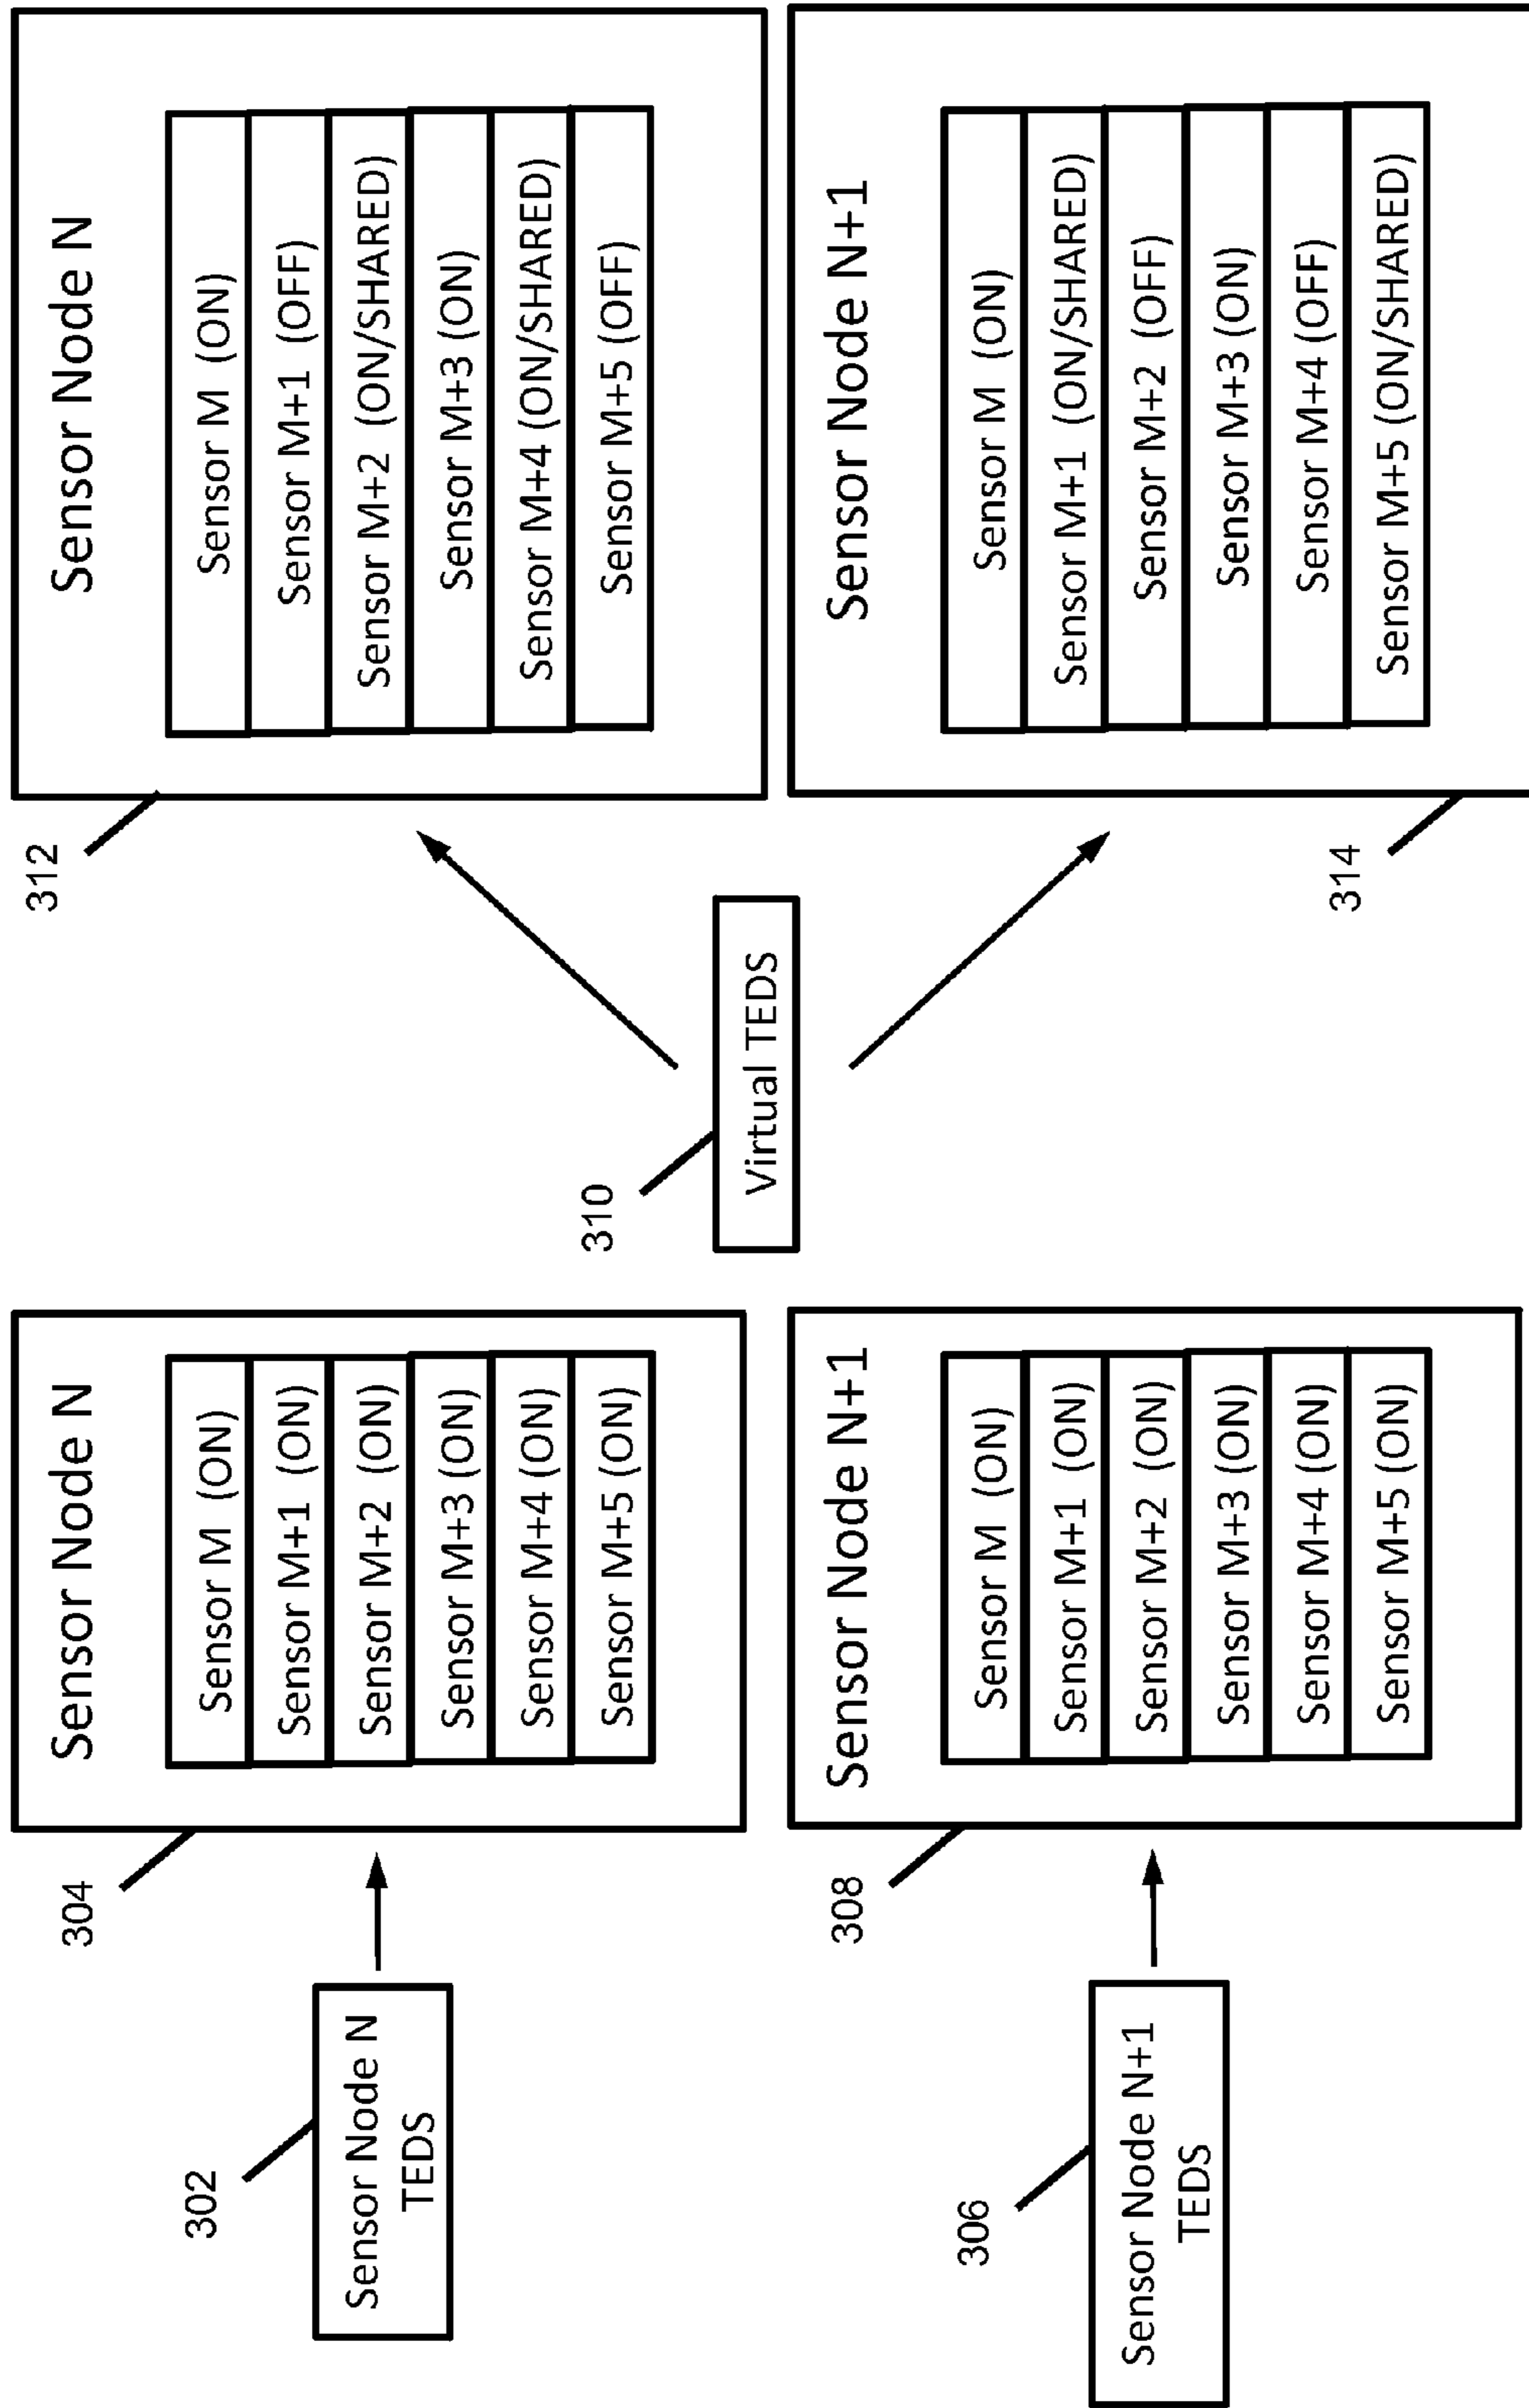 302
Sensor Node N
TEDS
304
Sensor Node N
Sensor M (ON)
Sensor M+1 (ON)
Sensor M+2 (ON)
Sensor M+3 (ON)
Sensor M+4 (ON)
Sensor M+5 (ON)
306
Sensor Node N+1
TEDS
308
Sensor Node N+1
Sensor M (ON)
Sensor M+1 (ON)
Sensor M+2 (ON)
Sensor M+3 (ON)
Sensor M+4 (ON)
Sensor M+5 (ON)
310
Virtual TEDS
312
Sensor Node N
Sensor M (ON)
Sensor M+1 (OFF)
Sensor M+2 (ON/SHARED)
Sensor M+3 (ON)
Sensor M+4 (ON/SHARED)
Sensor M+5 (OFF)
314
Sensor Node N+1
Sensor M (ON)
Sensor M+1 (ON/SHARED)
Sensor M+2 (OFF)
Sensor M+3 (ON)
Sensor M+4 (OFF)
Sensor M+5 (ON/SHARED)